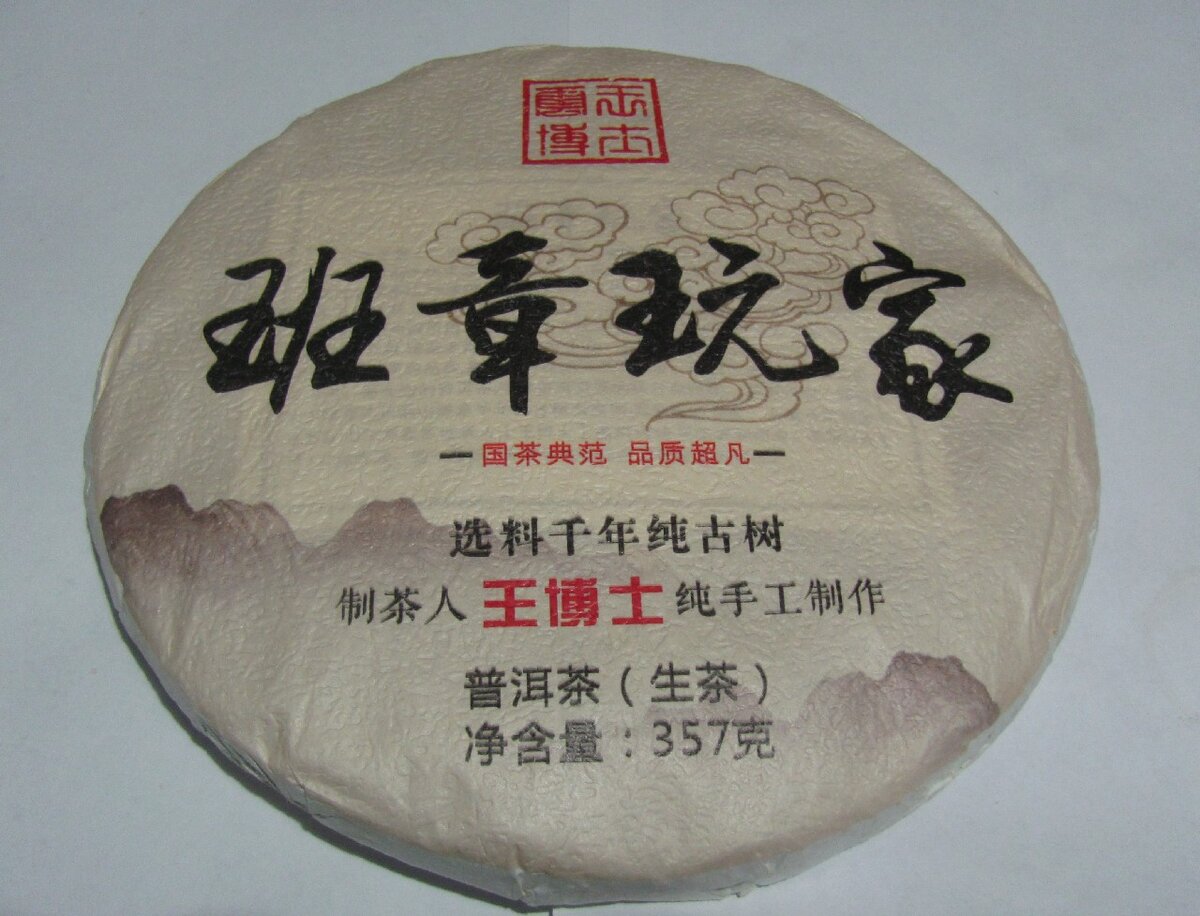 班章玩家
国茶典范 品质超凡
选料千年纯古树
制茶人 王博士 纯手工制作
普洱茶(生茶)
净含量:357克